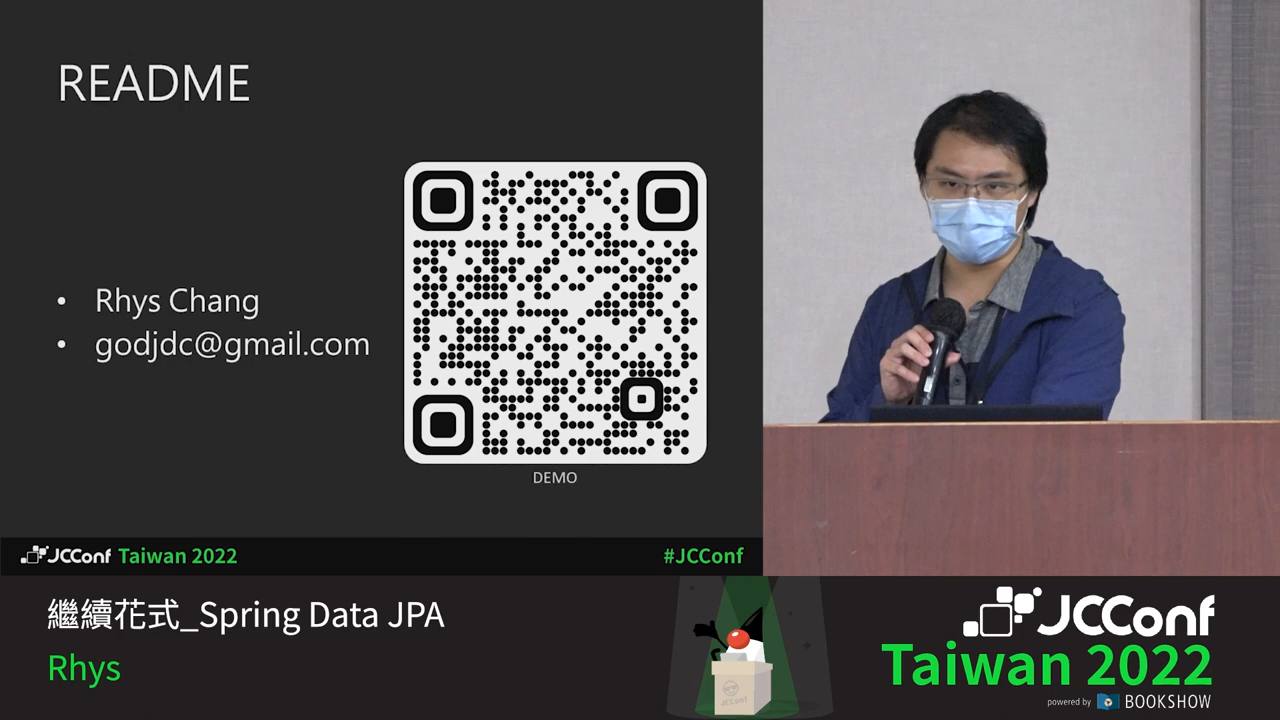 README
• Rhys Chang
• godjdc@gmail.com
DEMO
JCConf Taiwan 2022
#JCConf
繼續花式_Spring Data JPA
Rhys
JCConf
JCConf
Taiwan 2022
powered by BOOKSHOW